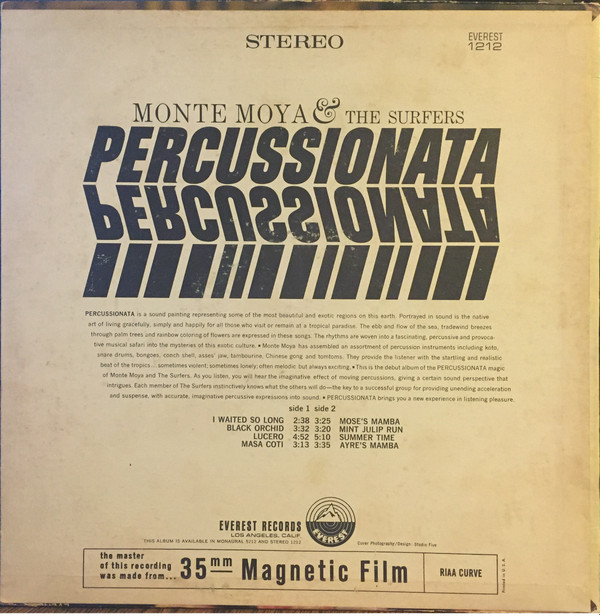 STEREO
EVEREST
1212
MONTE MOYA & THE SURFERS
PERCUSSIONATA
PERCUSSIONATA
PERCUSSIONATA is a sound painting representing some of the most beautiful and exotic regions on this earth. Portrayed in sound is the native
art of living gracefully, simply and happily for all those who visit or remain at a tropical paradise. The ebb and flow of the sea, tradewind breezes
through palm trees and rainbow coloring of flowers are expressed in these songs. The rhythms are woven into a fascinating, percussive and provoca-
tive musical safari into the mysteries of this exotic culture. • Monte Moya has assembled an assortment of percussion instruments including koto,
snare drums, bongoes, conch shell, asses' jaw, tambourine, Chinese gong and tomtoms. They provide the listener with the startling and realistic
beat of the tropics... sometimes violent; sometimes lonely; often melodic but always exciting. • This is the debut album of the PERCUSSIONATA magic
of Monte Moya and The Surfers. As you listen, you will hear the imaginative effect of moving percussions, giving a certain sound perspective that
intrigues. Each member of The Surfers instinctively knows what the others will do—the key to a successful group for providing unending acceleration
and suspense, with accurate, imaginative percussive expressions into sound. • PERCUSSIONATA brings you a new experience in listening pleasure.
side 1 side 2
I WAITED SO LONG 2:38 3:25 MOSE'S MAMBA
BLACK ORCHID 3:32 3:20 MINT JULIP RUN
LUCERO 4:52 5:10 SUMMER TIME
MASA COTI 3:13 3:35 AYRE'S MAMBA
EVEREST RECORDS
LOS ANGELES, CALIF.
EVEREST
THIS ALBUM IS AVAILABLE IN MONAURAL 5212 AND STEREO 1212
Cover Photography/Design: Studio Five
the master
of this recording
was made from... 35mm Magnetic Film
RIAA CURVE
Printed in U.S.A.